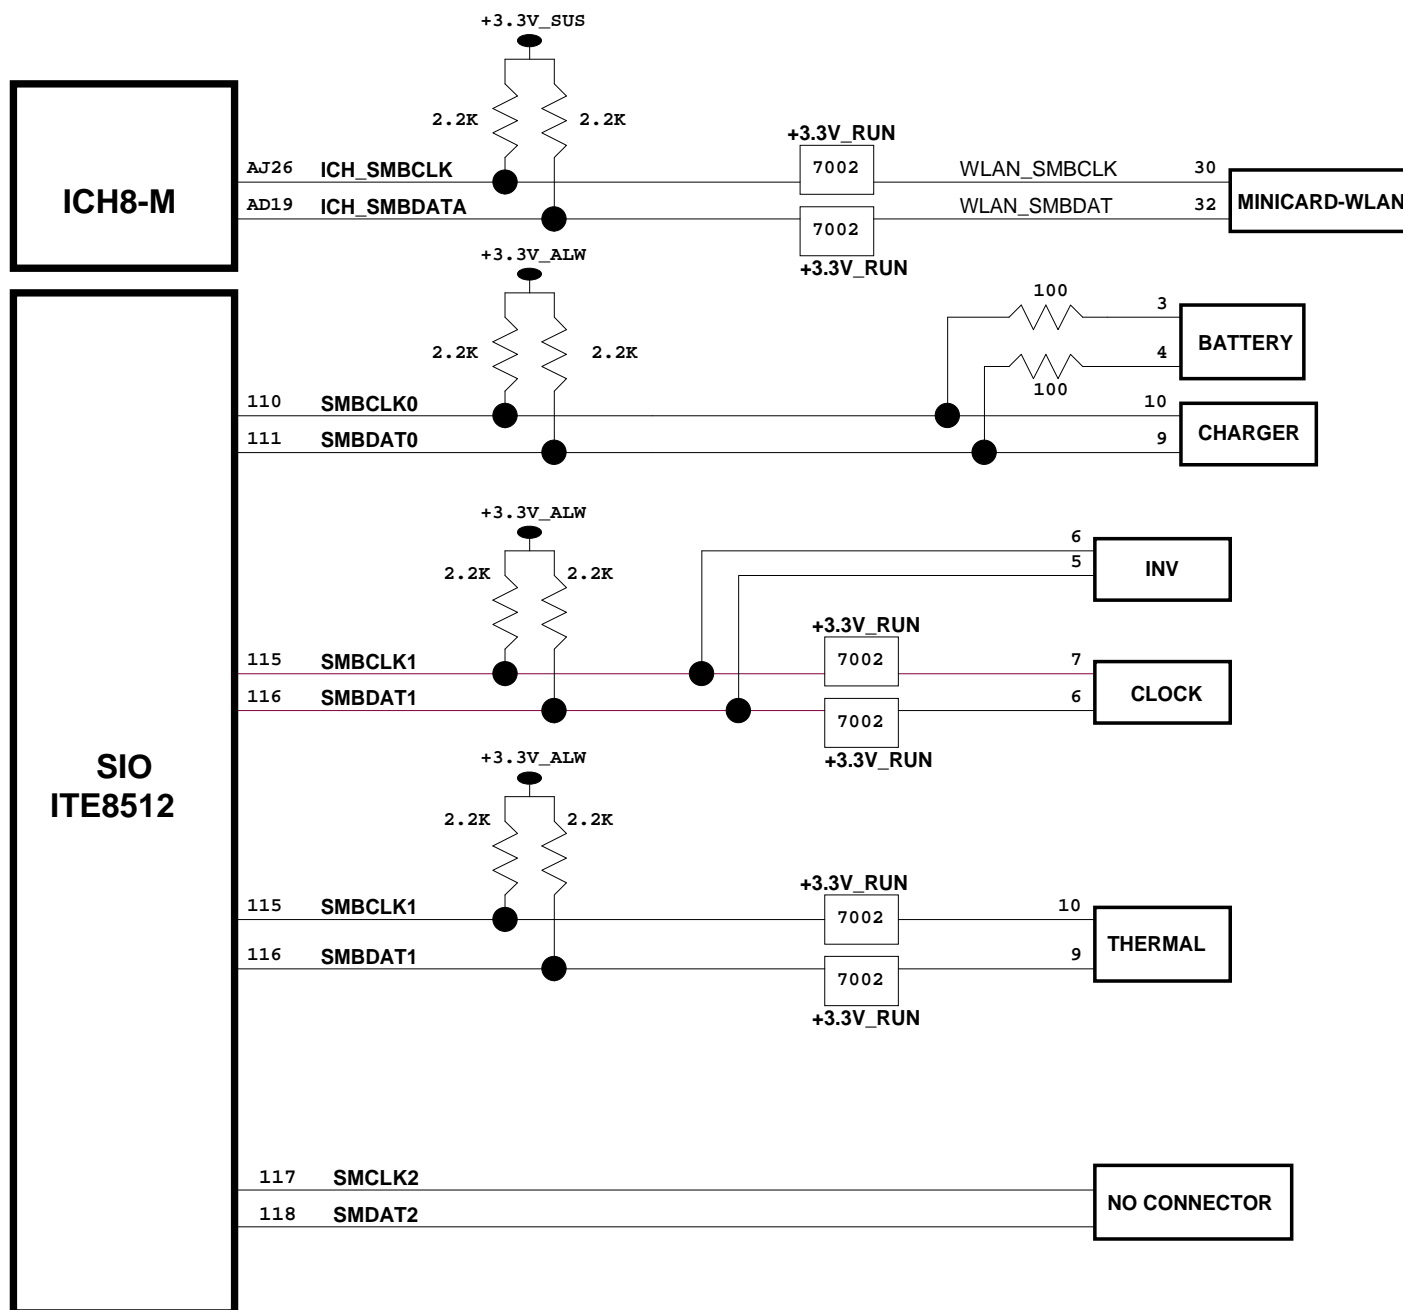 +3.3V_SUS
2.2K 2.2K
+3.3V_RUN
7002
AJ26 ICH_SMBCLK WLAN_SMBCLK 30
ICH8-M
MINICARD-WLAN
AD19 ICH_SMBDATA WLAN_SMBDAT 32
7002
+3.3V_RUN
+3.3V_ALW
100
3
2.2K 2.2K
BATTERY
4
100
110 SMBCLK0 10
CHARGER
111 SMBDAT0 9
+3.3V_ALW
6
5
INV
2.2K 2.2K
+3.3V_RUN
7002
115 SMBCLK1 7
CLOCK
116 SMBDAT1 6
7002
+3.3V_RUN
+3.3V_ALW
SIO
ITE8512
2.2K 2.2K
+3.3V_RUN
7002
115 SMBCLK1 10
THERMAL
116 SMBDAT1 9
7002
+3.3V_RUN
117 SMCLK2
NO CONNECTOR
118 SMDAT2